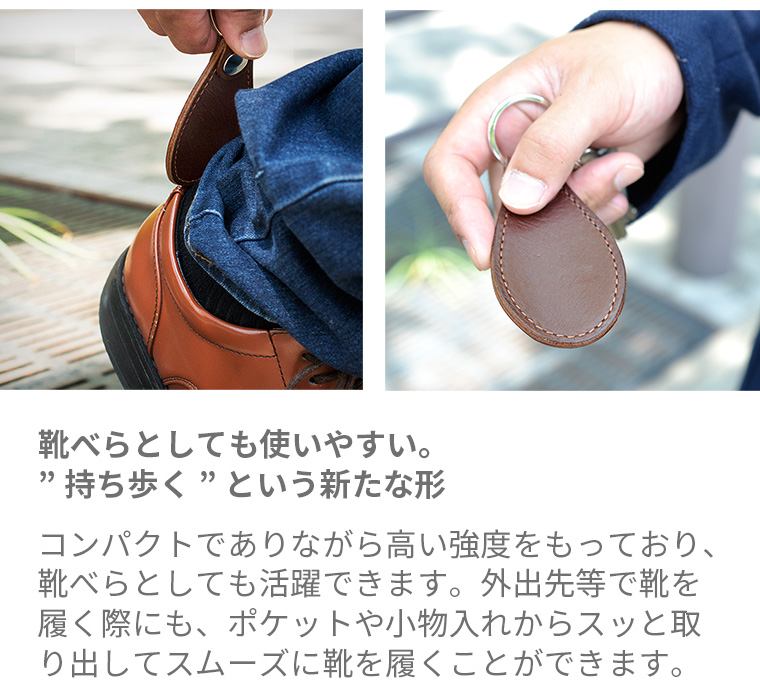 靴べらとしても使いやすい。
” 持ち歩く ” という新たな形
コンパクトでありながら高い強度をもっており、
靴べらとしても活躍できます。外出先等で靴を
履く際にも、ポケットや小物入れからスッと取
り出してスムーズに靴を履くことができます。